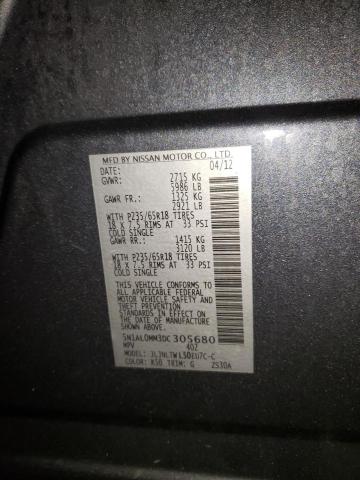 MFD BY NISSAN MOTOR CO., LTD.
DATE: 04/12
GVWR: 2715 KG
5986 LB
GAWR FR.: 1325 KG
2921 LB
WITH P235/65R18 TIRES
18 x 7.5 RIMS AT 33 PSI
COLD SINGLE
GAWR RR.: 1415 KG
3120 LB
WITH P235/65R18 TIRES
18 x 7.5 RIMS AT 33 PSI
COLD SINGLE
THIS VEHICLE CONFORMS TO ALL
APPLICABLE FEDERAL MOTOR
VEHICLE SAFETY, BUMPER, AND
THEFT PREVENTION
STANDARDS IN EFFECT ON THE
DATE OF MANUFACTURE SHOWN
ABOVE.
5N1AL0MM3DC305680
MPV 402
MODEL: JLJNLTWL50EU7C-C
COLOR: K50 TRIM: G ZS30A